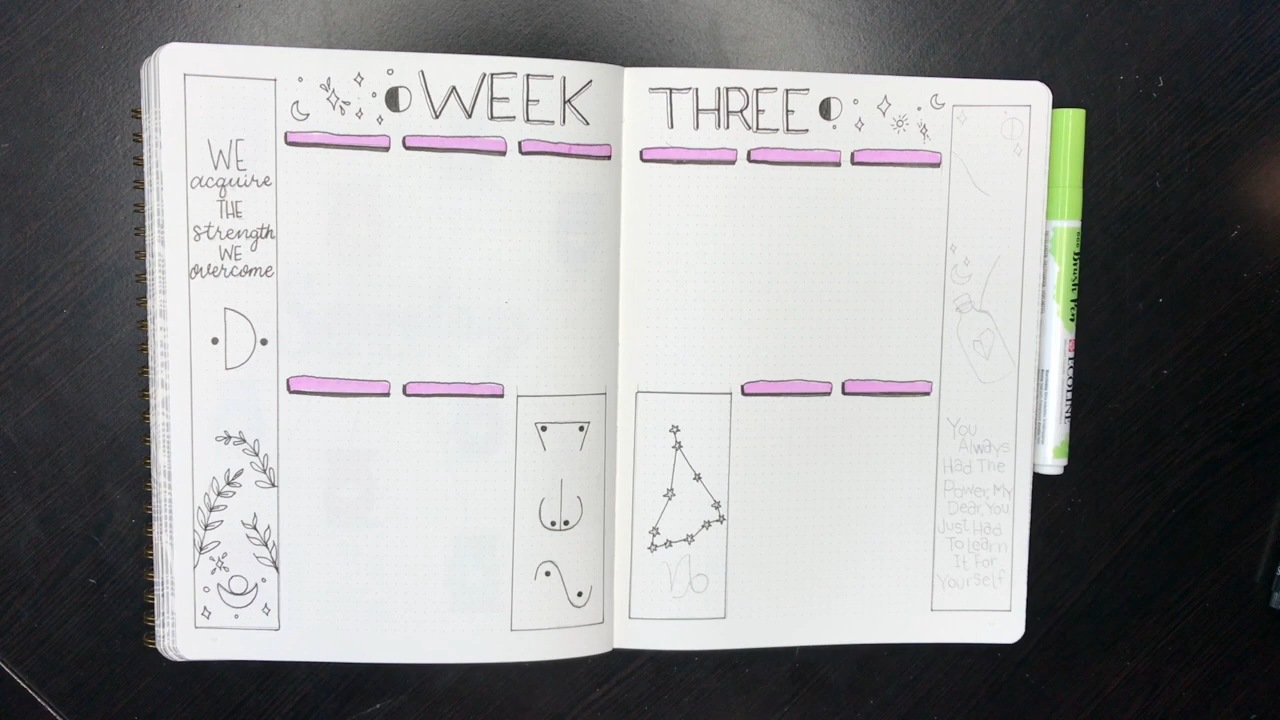 WEEK THREE
WE
acquire
THE
strength
WE
overcome
You
Always
Had The
Power, My
Dear, You
Just Had
To Learn
It For
Yourself
Brush Pen
ECOLINE